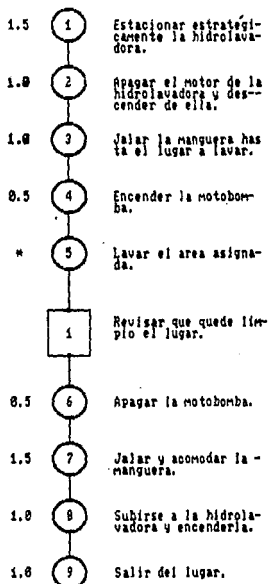 1.5 1 Estacionar estratégi-
camente la hidrolava-
dora.
1.0 2 Apagar el motor de la
hidrolavadora y des--
cender de ella.
1.0 3 Jalar la manguera has
ta el lugar a lavar.
0.5 4 Encender la motobom-
ba.
* 5 Lavar el area asigna-
da.
1 Revisar que quede lim-
pio el lugar.
0.5 6 Apagar la motobomba.
1.5 7 Jalar y acomodar la -
manguera.
1.0 8 Subirse a la hidrola-
vadora y encenderla.
1.0 9 Salir del lugar.